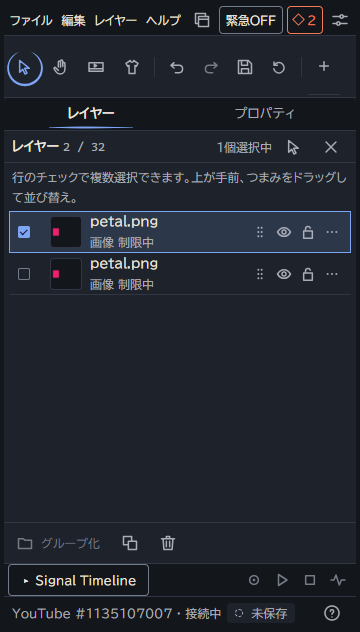 ファイル 編集 レイヤー ヘルプ 緊急OFF 2
レイヤー プロパティ
レイヤー 2 / 32 1個選択中
行のチェックで複数選択できます。上が手前、つまみをドラッグし
て並び替え。
petal.png
画像 制限中
petal.png
画像 制限中
グループ化
Signal Timeline
YouTube #1135107007・接続中 未保存